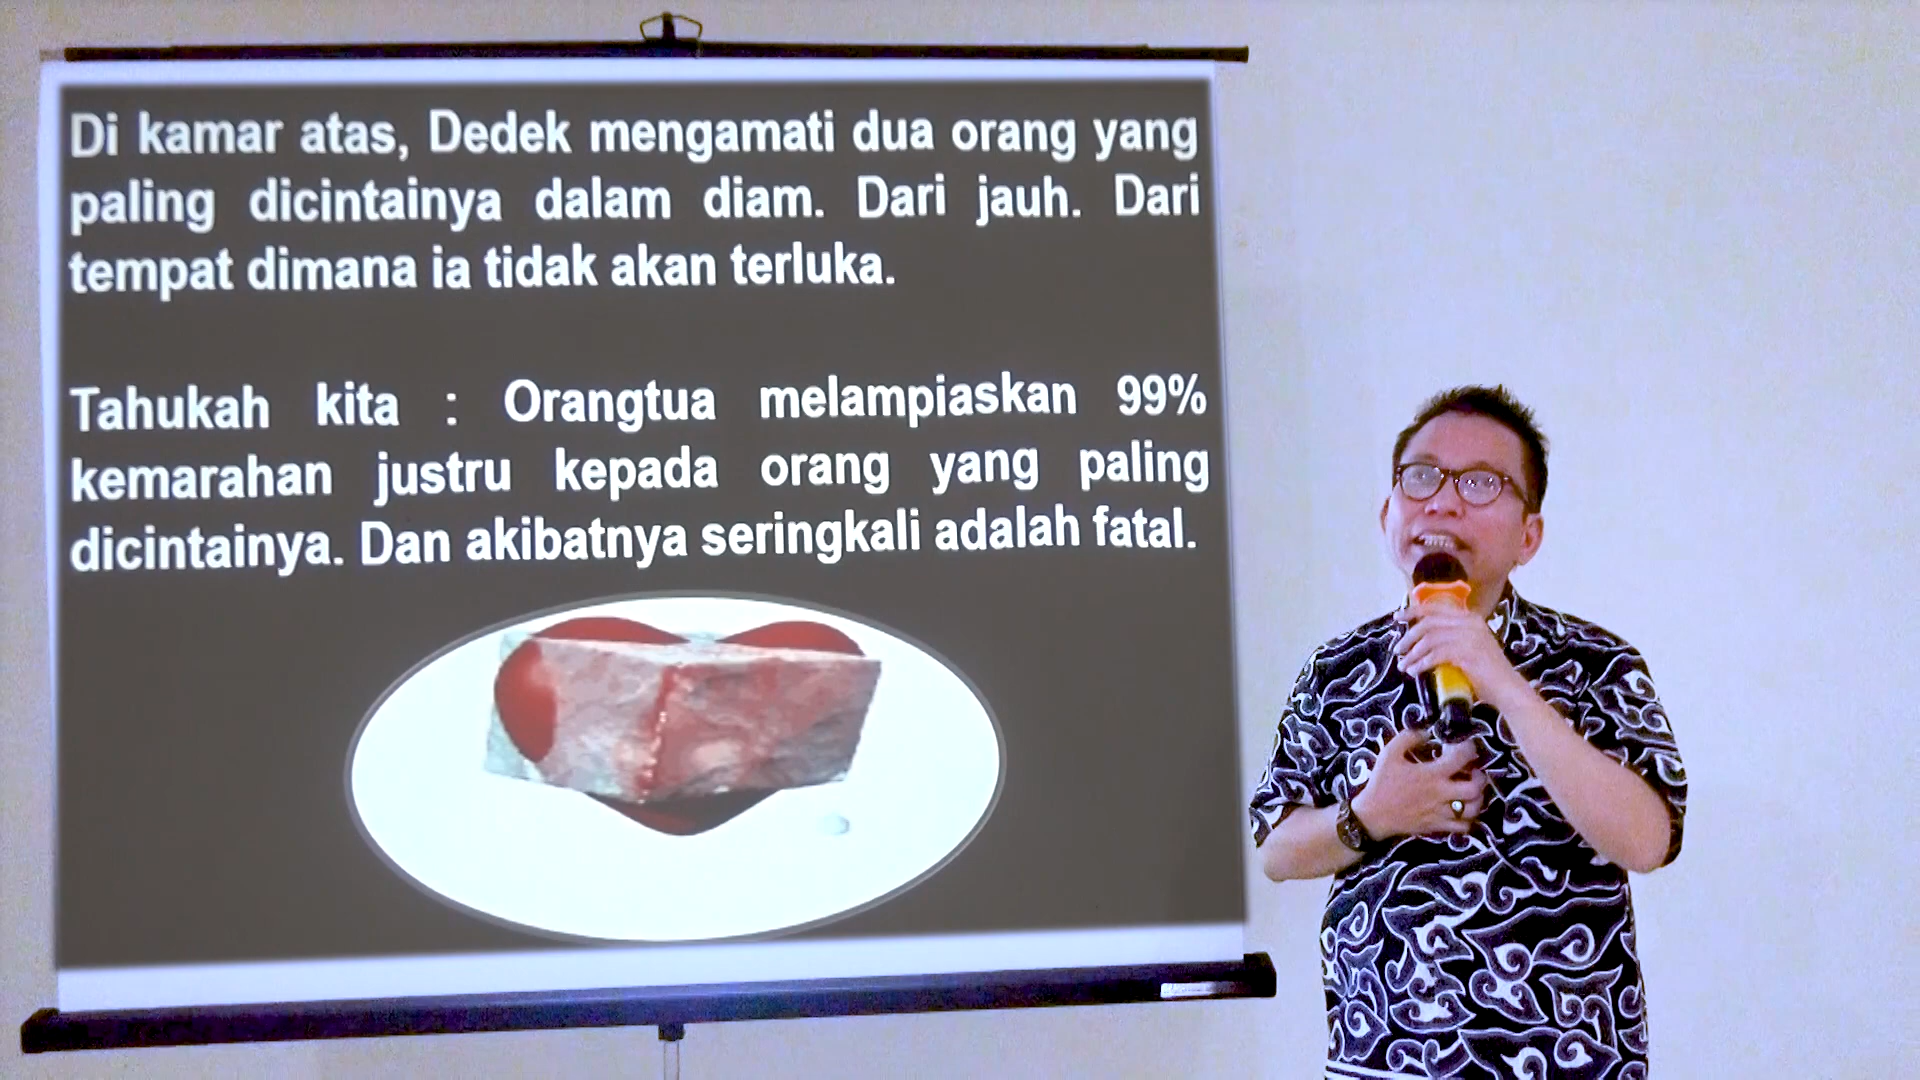 Di kamar atas, Dedek mengamati dua orang yang
paling dicintainya dalam diam. Dari jauh. Dari
tempat dimana ia tidak akan terluka.
Tahukah kita : Orangtua melampiaskan 99%
kemarahan justru kepada orang yang paling
dicintainya. Dan akibatnya seringkali adalah fatal.